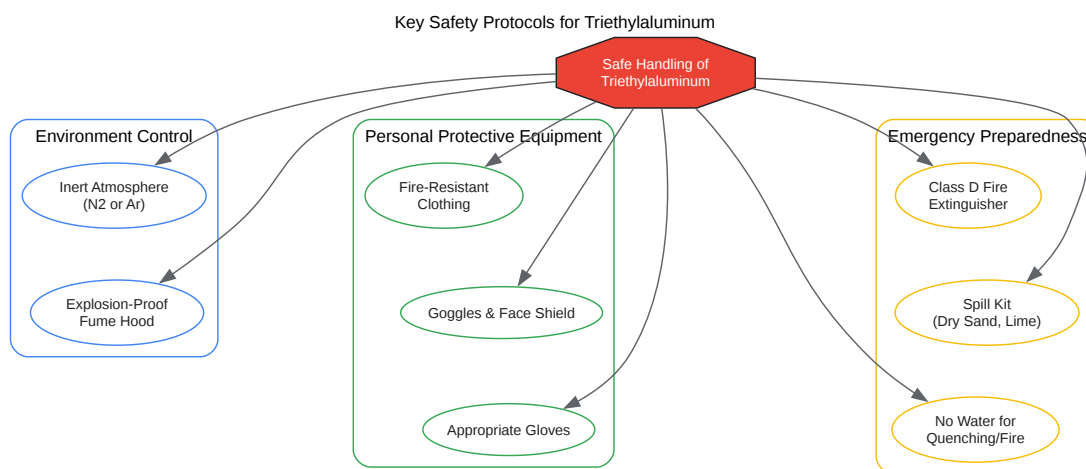 Key Safety Protocols for Triethylaluminum
Safe Handling of
Triethylaluminum
Environment Control
Inert Atmosphere
(N2 or Ar)
Explosion-Proof
Fume Hood
Personal Protective Equipment
Fire-Resistant
Clothing
Goggles & Face Shield
Appropriate Gloves
Emergency Preparedness
Class D Fire
Extinguisher
Spill Kit
(Dry Sand, Lime)
No Water for
Quenching/Fire